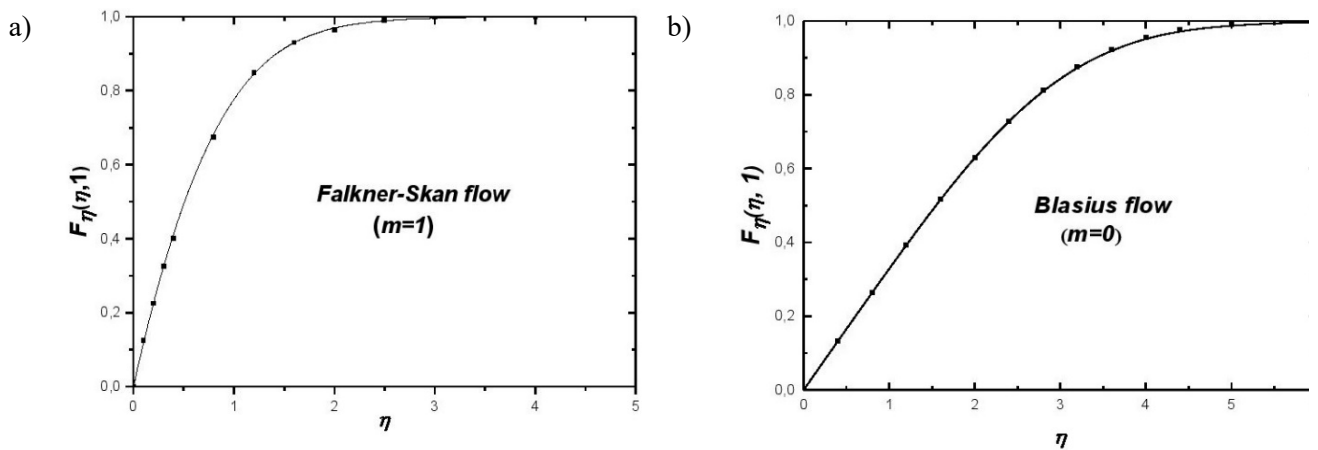 a)
1,0
0,8
0,6
0,4
0,2
0,0
Fη(η,1)
Falkner-Skan flow
(m=1)
0 1 2 3 4 5
η
b)
1,0
0,8
0,6
0,4
0,2
0,0
Fη(η, 1)
Blasius flow
(m=0)
0 1 2 3 4 5
η